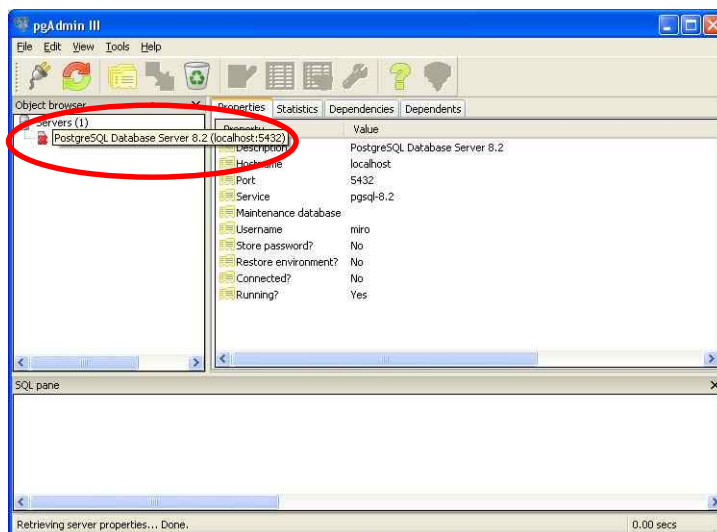 pgAdmin III
File Edit View Tools Help
Object browser
Servers (1)
PostgreSQL Database Server 8.2 (localhost:5432)
Properties Statistics Dependencies Dependents
Property Value
Description PostgreSQL Database Server 8.2
Hostname localhost
Port 5432
Service pgsql-8.2
Maintenance database
Username miro
Store password? No
Restore environment? No
Connected? No
Running? Yes
SQL pane
Retrieving server properties... Done. 0.00 secs